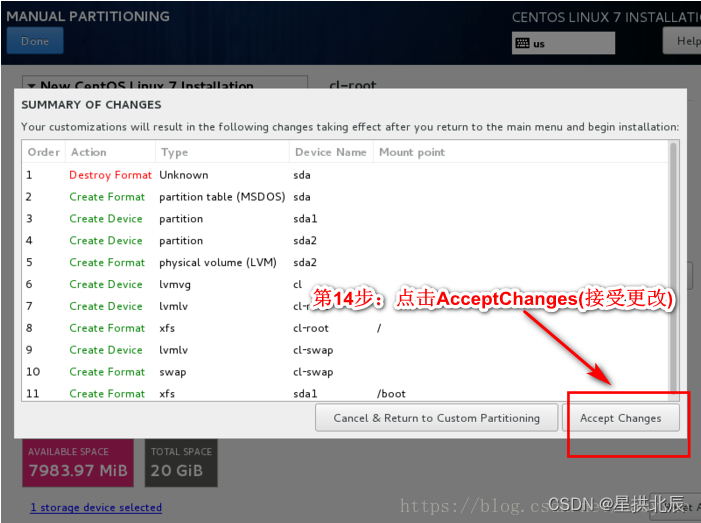 MANUAL PARTITIONING
CENTOS LINUX 7 INSTALLATI
Done
us
Help
New CentOS Linux 7 Installation
cl-root
SUMMARY OF CHANGES
Your customizations will result in the following changes taking effect after you return to the main menu and begin installation:
Order Action Type Device Name Mount point
1 Destroy Format Unknown sda
2 Create Format partition table (MSDOS) sda
3 Create Device partition sda1
4 Create Device partition sda2
5 Create Format physical volume (LVM) sda2
6 Create Device lvmvg cl
第14步：点击AcceptChanges(接受更改)
7 Create Device lvmlv
8 Create Format xfs cl-root /
9 Create Device lvmlv cl-swap
10 Create Format swap cl-swap
11 Create Format xfs sda1 /boot
Cancel & Return to Custom Partitioning
Accept Changes
AVAILABLE SPACE
7983.97 MiB
TOTAL SPACE
20 GiB
1 storage device selected
https://blog.cs
CSDN @星拱北辰